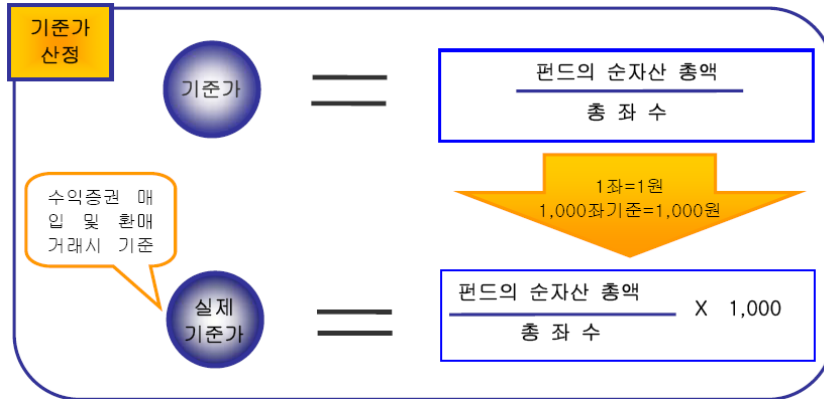 기준가
산정
기준가
펀드의 순자산 총액
총 좌 수
1좌=1원
1,000좌기준=1,000원
수익증권 매
입 및 환매
거래시 기준
실제
기준가
펀드의 순자산 총액
총 좌 수
X 1,000